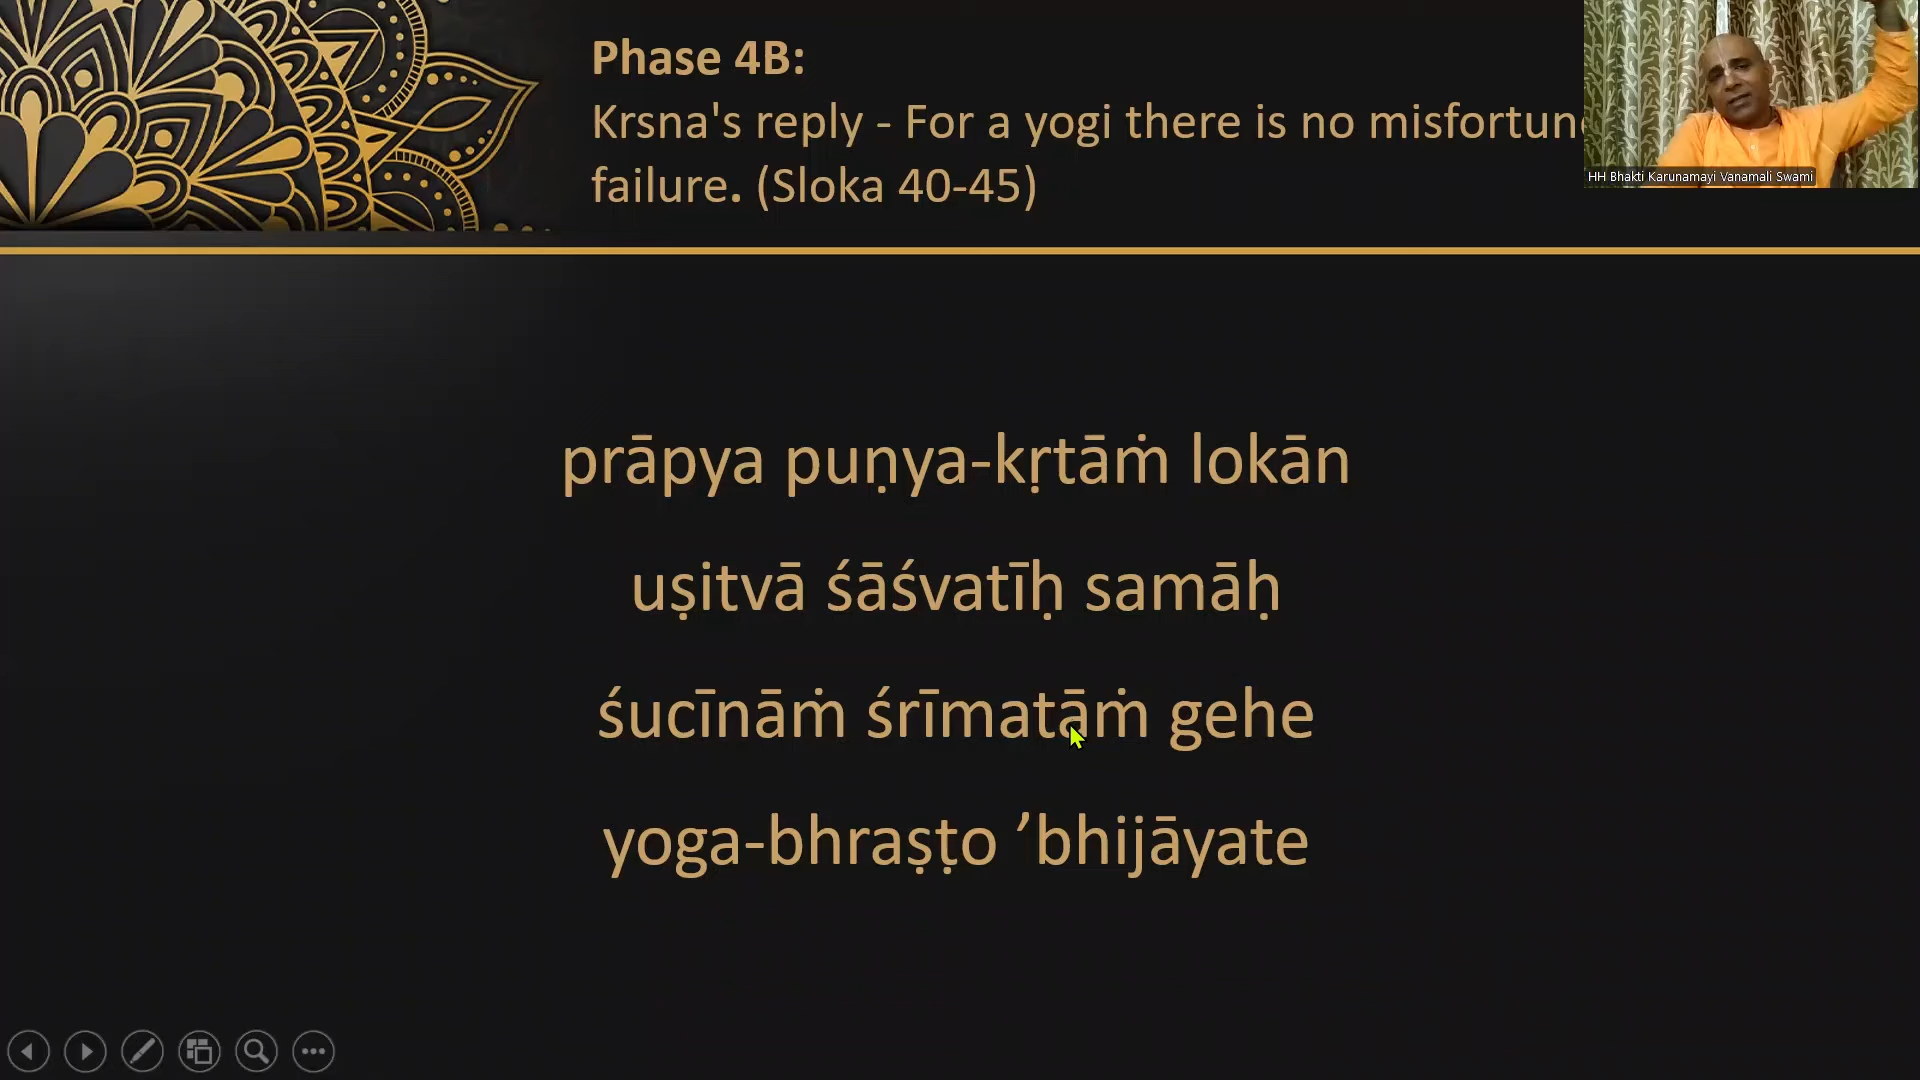 Phase 4B:
Krsna's reply - For a yogi there is no misfortun
failure. (Sloka 40-45)
HH Bhakti Karunamayi Vanamali Swami
prāpya puṇya-kṛtāṁ lokān
uṣitvā śāśvatīḥ samāḥ
śucīnāṁ śrīmatāṁ gehe
yoga-bhraṣṭo ’bhijāyate